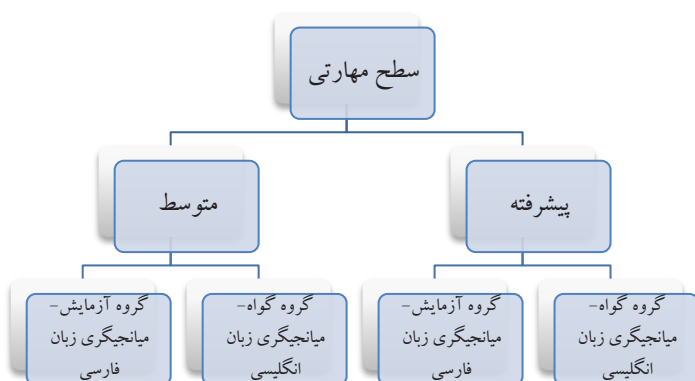 سطح مهارتی
پیشرفته
متوسط
گروه گواه-
میانجیگری زبان
انگلیسی
گروه آزمایش-
میانجیگری زبان
فارسی
گروه گواه-
میانجیگری زبان
انگلیسی
گروه آزمایش-
میانجیگری زبان
فارسی